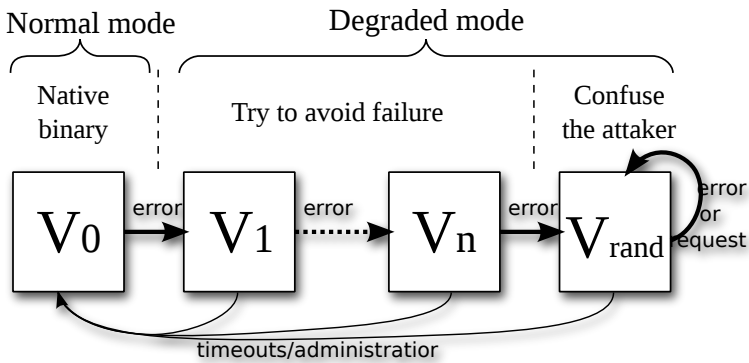 Normal mode
Degraded mode
Native
binary
Try to avoid failure
Confuse
the attaker
V0
error
V1
error
Vn
error
Vrand
error
or
request
timeouts/administratior